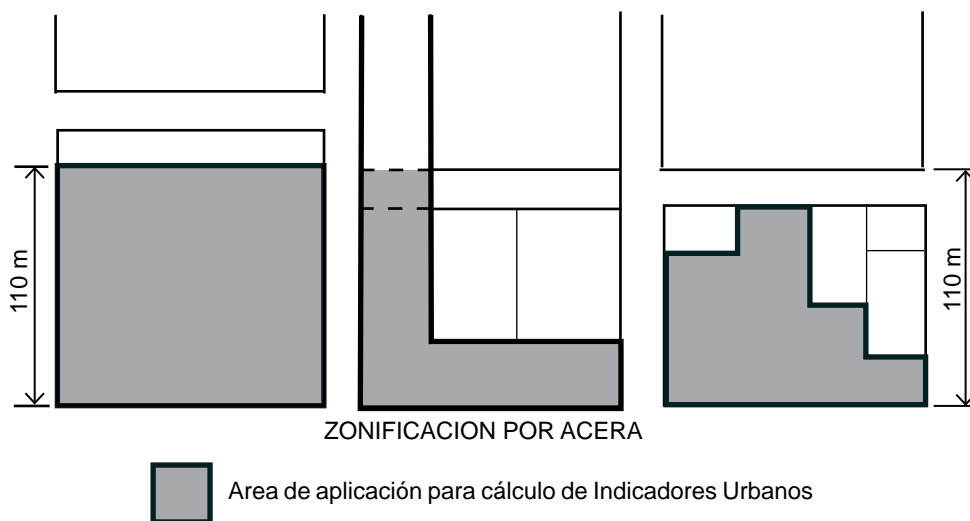 110 m
110 m
ZONIFICACION POR ACERA
Area de aplicación para cálculo de Indicadores Urbanos